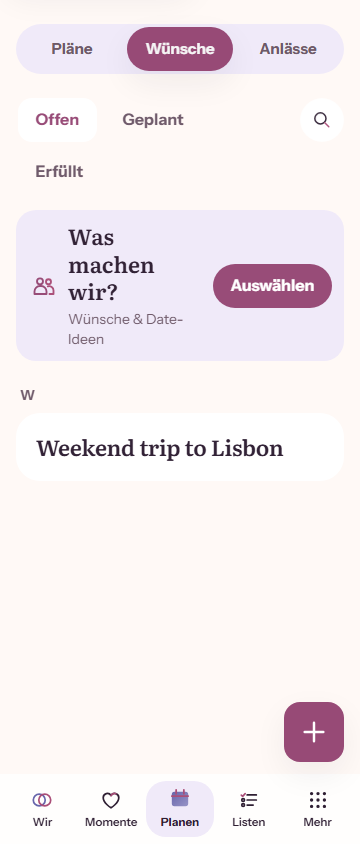 Pläne Wünsche Anlässe
Offen Geplant
Erfüllt
Was
machen
wir?
Wünsche & Date-
Ideen
Auswählen
W
Weekend trip to Lisbon
Wir Momente Planen Listen Mehr